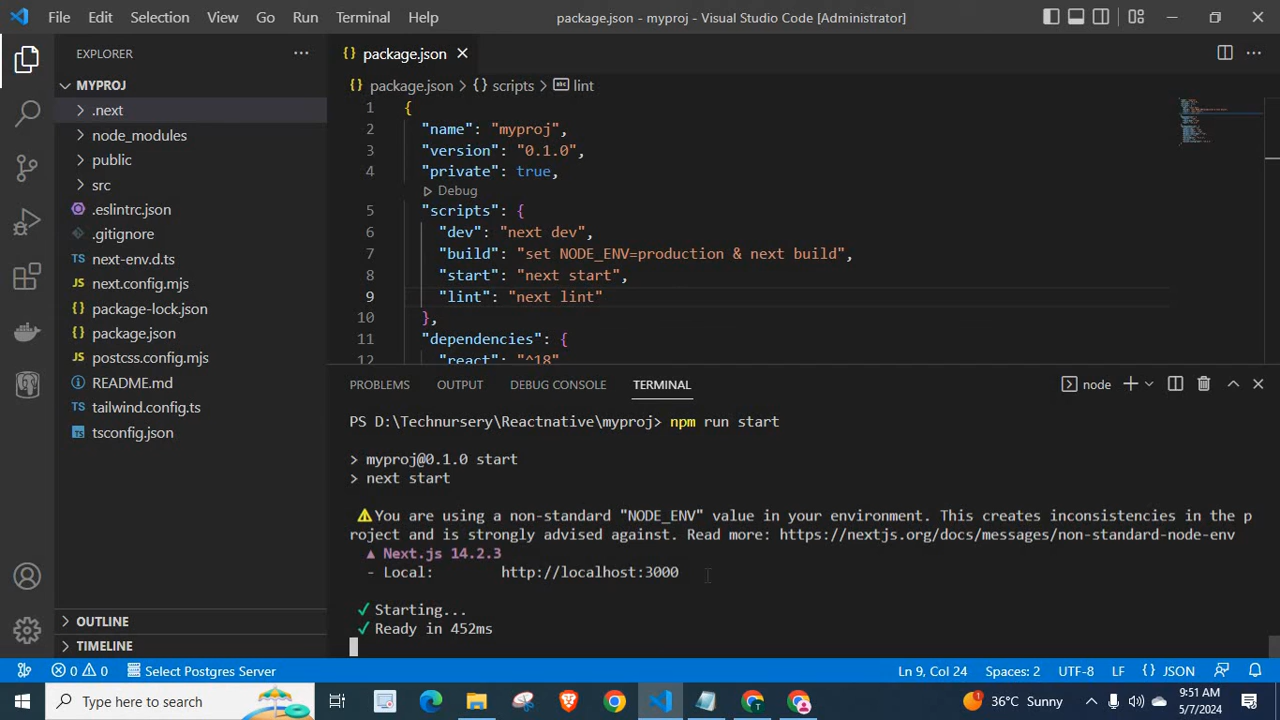 File Edit Selection View Go Run Terminal Help
package.json - myproj - Visual Studio Code [Administrator]
EXPLORER
MYPROJ
.next
node_modules
public
src
.eslintrc.json
.gitignore
next-env.d.ts
next.config.mjs
package-lock.json
package.json
postcss.config.mjs
README.md
tailwind.config.ts
tsconfig.json
OUTLINE
TIMELINE
package.json
package.json > {} scripts > abc lint
1 {
2 "name": "myproj",
3 "version": "0.1.0",
4 "private": true,
Debug
5 "scripts": {
6 "dev": "next dev",
7 "build": "set NODE_ENV=production & next build",
8 "start": "next start",
9 "lint": "next lint"
10 },
11 "dependencies": {
12 "react": "^18"
PROBLEMS OUTPUT DEBUG CONSOLE TERMINAL
node
PS D:\Technursery\Reactnative\myproj> npm run start
> myproj@0.1.0 start
> next start
⚠ You are using a non-standard "NODE_ENV" value in your environment. This creates inconsistencies in the p
roject and is strongly advised against. Read more: https://nextjs.org/docs/messages/non-standard-node-env
▲ Next.js 14.2.3
- Local: http://localhost:3000
✓ Starting...
✓ Ready in 452ms
0 0 Select Postgres Server
Ln 9, Col 24 Spaces: 2 UTF-8 LF {} JSON
Type here to search
36°C Sunny
9:51 AM
5/7/2024